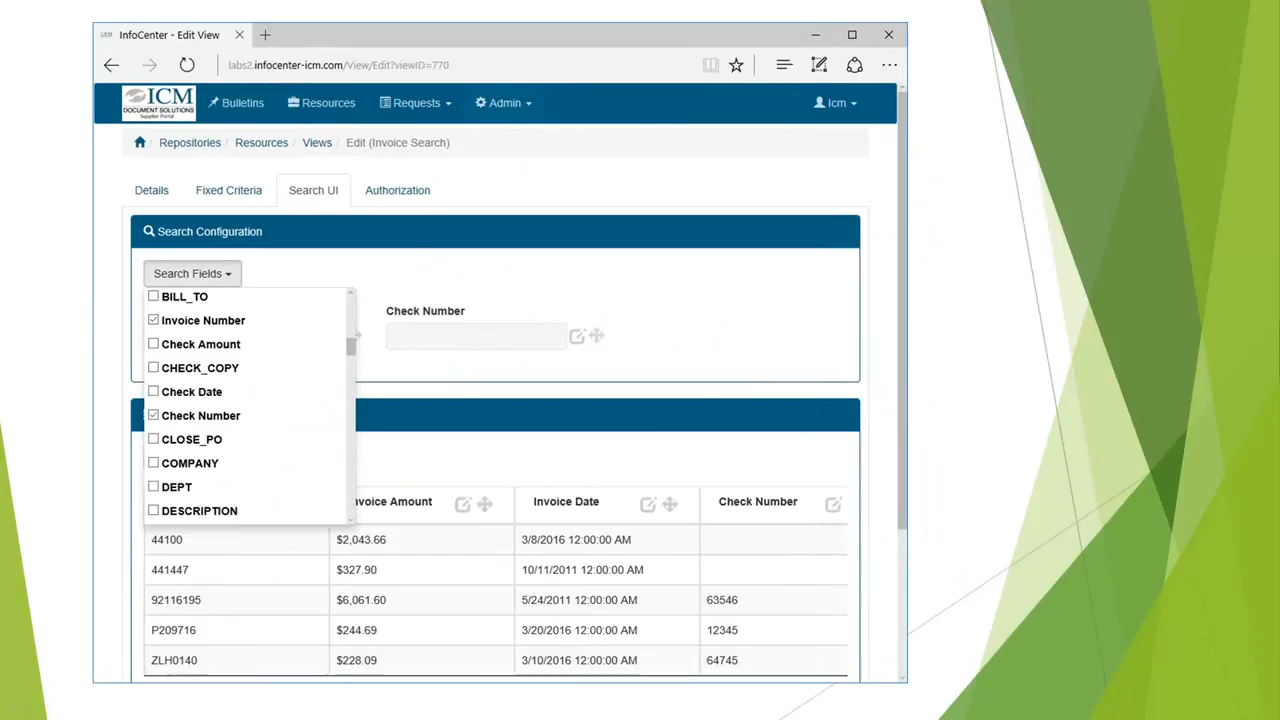 InfoCenter - Edit View
labs2.infocenter-icm.com/View/Edit?viewID=770
ICM
DOCUMENT SOLUTIONS
Supplier Portal
Bulletins
Resources
Requests
Admin
Icm
Repositories / Resources / Views / Edit (Invoice Search)
Details
Fixed Criteria
Search UI
Authorization
Search Configuration
Search Fields
BILL_TO
Invoice Number
Check Amount
CHECK_COPY
Check Date
Check Number
CLOSE_PO
COMPANY
DEPT
DESCRIPTION
Check Number
Invoice Amount Invoice Date Check Number
44100 $2,043.66 3/8/2016 12:00:00 AM
441447 $327.90 10/11/2011 12:00:00 AM
92116195 $6,061.60 5/24/2011 12:00:00 AM 63546
P209716 $244.69 3/20/2016 12:00:00 AM 12345
ZLH0140 $228.09 3/10/2016 12:00:00 AM 64745